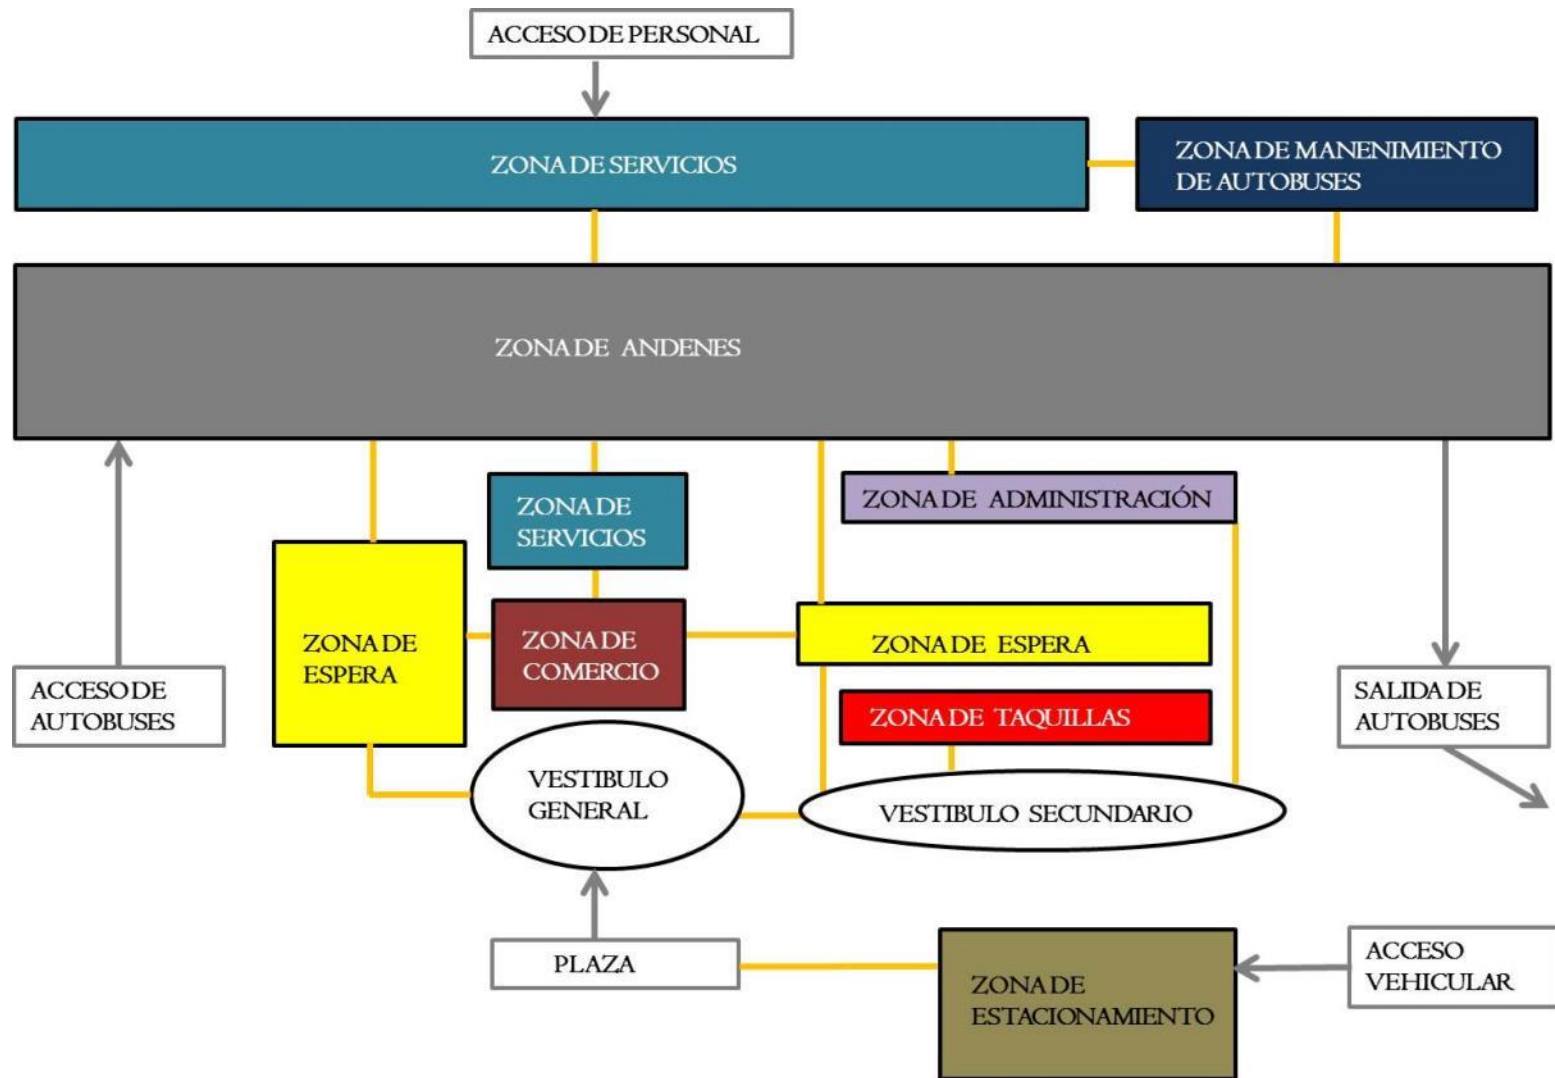 ACCESO DE PERSONAL
ZONA DE SERVICIOS
ZONA DE MANENIMIENTO
DE AUTOBUSES
ZONA DE ANDENES
ZONA DE
SERVICIOS
ZONA DE ADMINISTRACIÓN
ZONA DE
ESPERA
ZONA DE
COMERCIO
ZONA DE ESPERA
ACCESO DE
AUTOBUSES
ZONA DE TAQUILLAS
SALIDA DE
AUTOBUSES
VESTIBULO
GENERAL
VESTIBULO SECUNDARIO
PLAZA
ZONA DE
ESTACIONAMIENTO
ACCESO
VEHICULAR